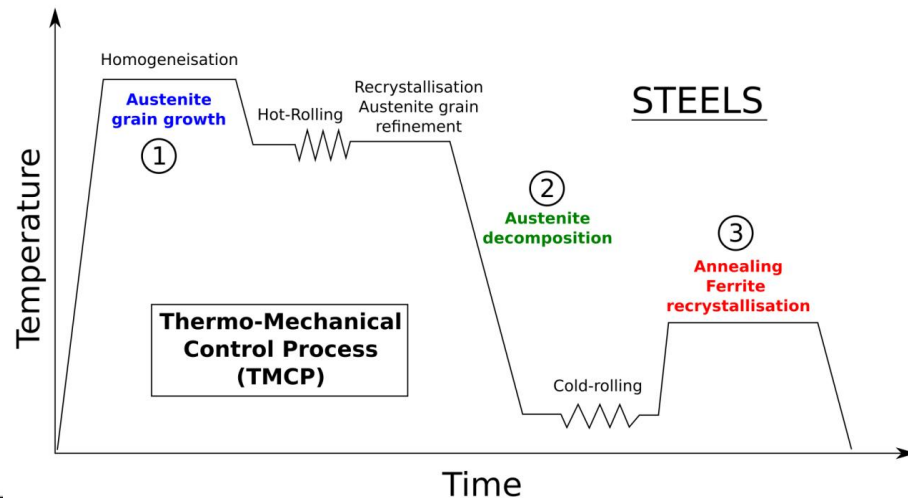 Homogeneisation
Austenite
grain growth
1
Hot-Rolling
Recrystallisation
Austenite grain
refinement
STEELS
2
Austenite
decomposition
3
Annealing
Ferrite
recrystallisation
Thermo-Mechanical
Control Process
(TMCP)
Cold-rolling
Temperature
Time